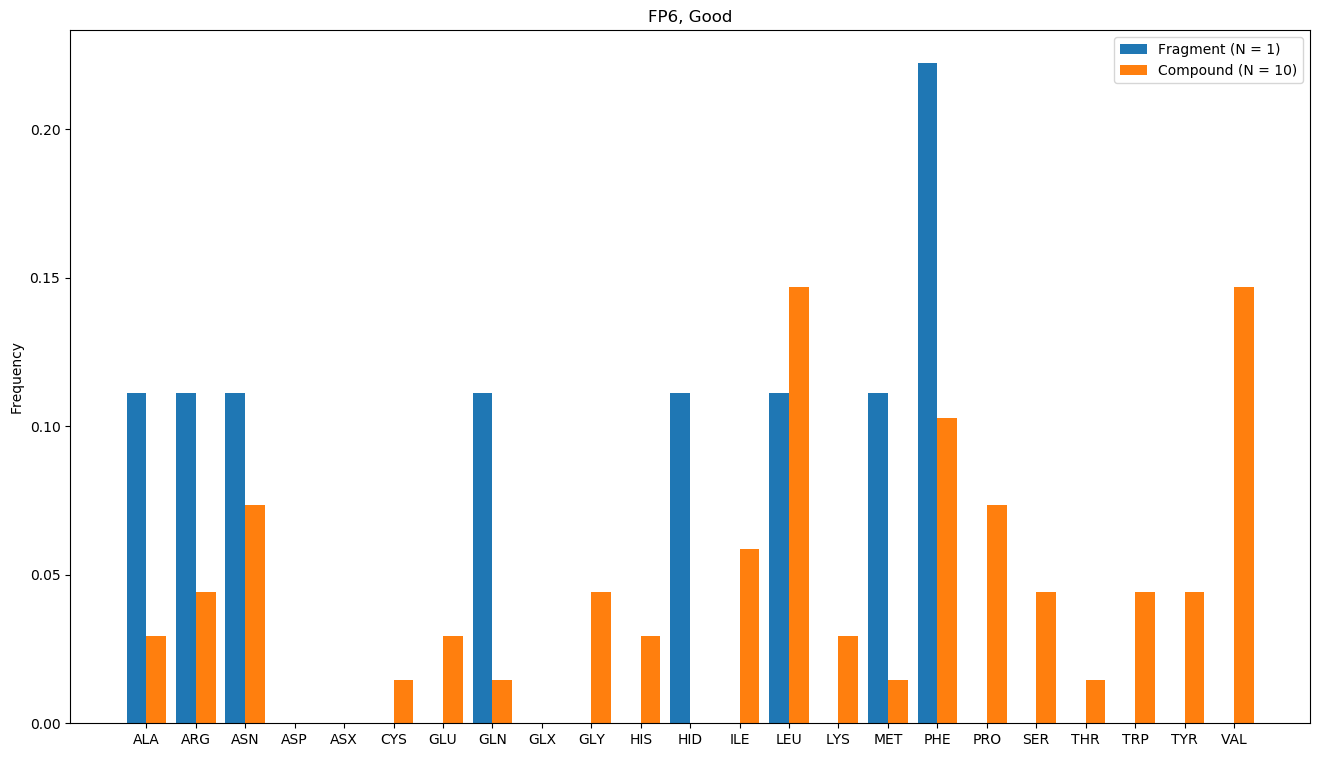 FP6, Good
Fragment (N = 1)
Compound (N = 10)
Frequency
0.20
0.15
0.10
0.05
0.00
ALA ARG ASN ASP ASX CYS GLU GLN GLX GLY HIS HID ILE LEU LYS MET PHE PRO SER THR TRP TYR VAL